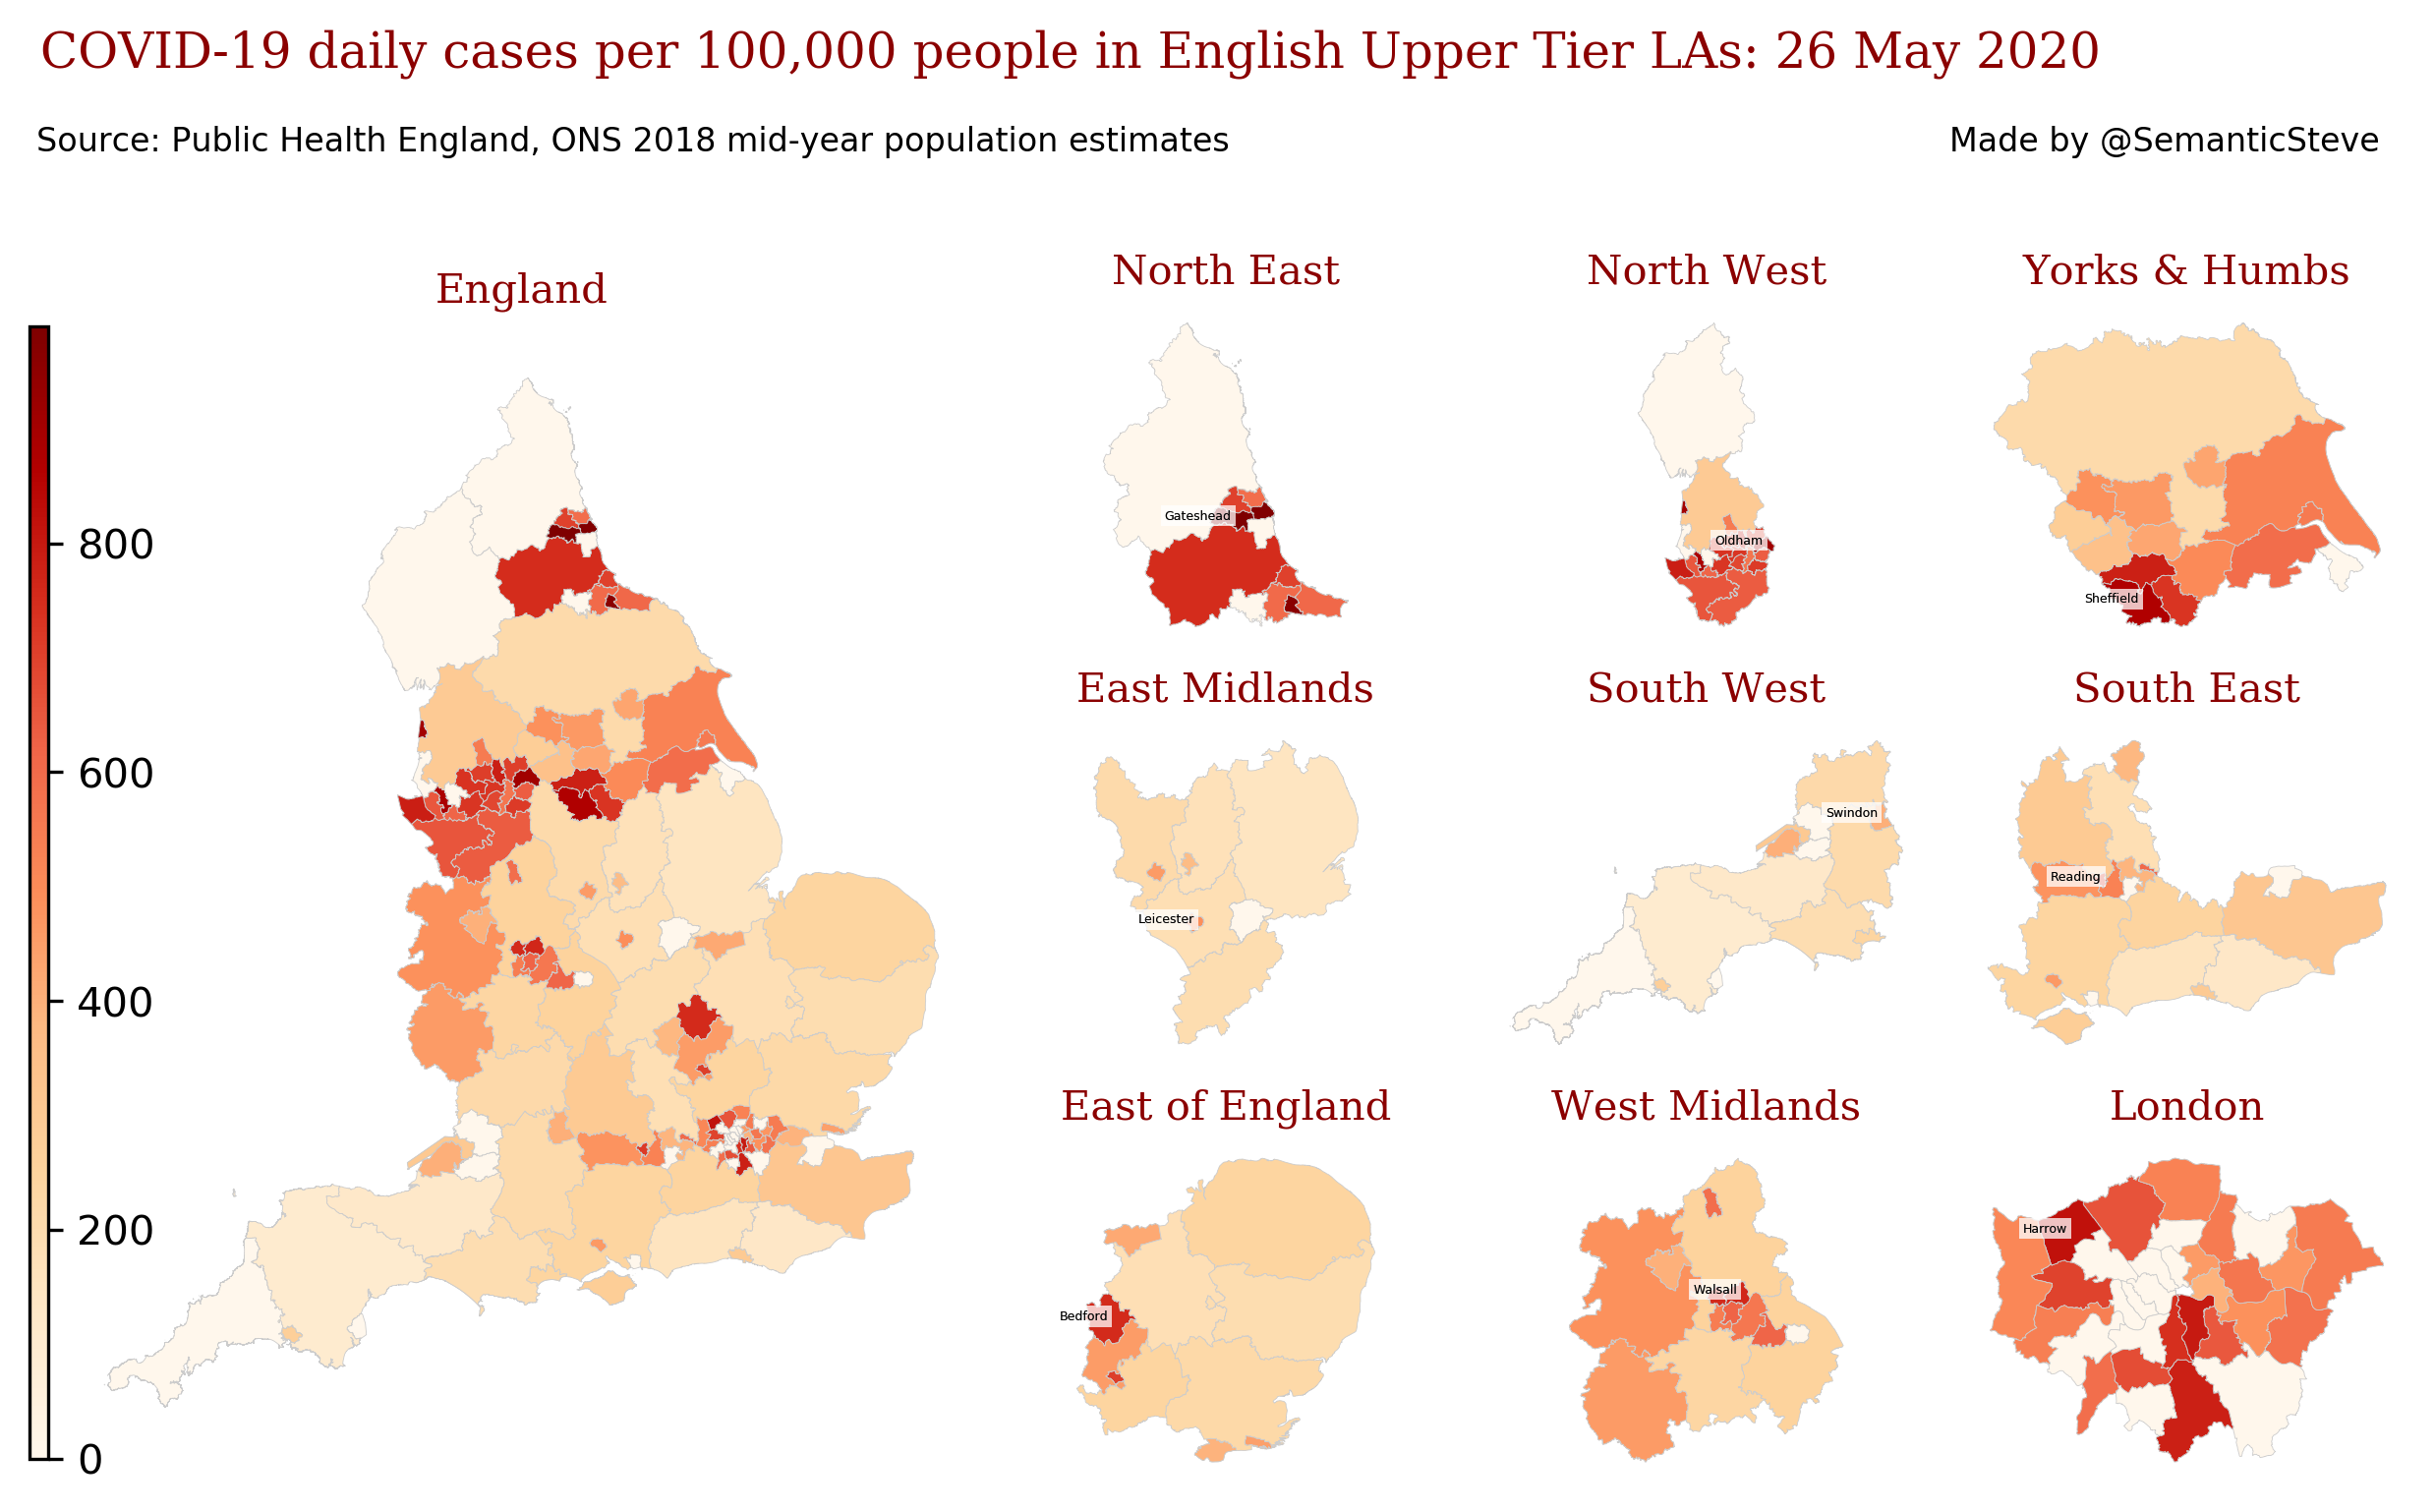 COVID-19 daily cases per 100,000 people in English Upper Tier LAs: 26 May 2020
Source: Public Health England, ONS 2018 mid-year population estimates
Made by @SemanticSteve
England
North East
North West
Yorks & Humbs
800
600
400
200
0
Gateshead
Oldham
Sheffield
East Midlands
South West
South East
Leicester
Swindon
Reading
East of England
West Midlands
London
Bedford
Walsall
Harrow